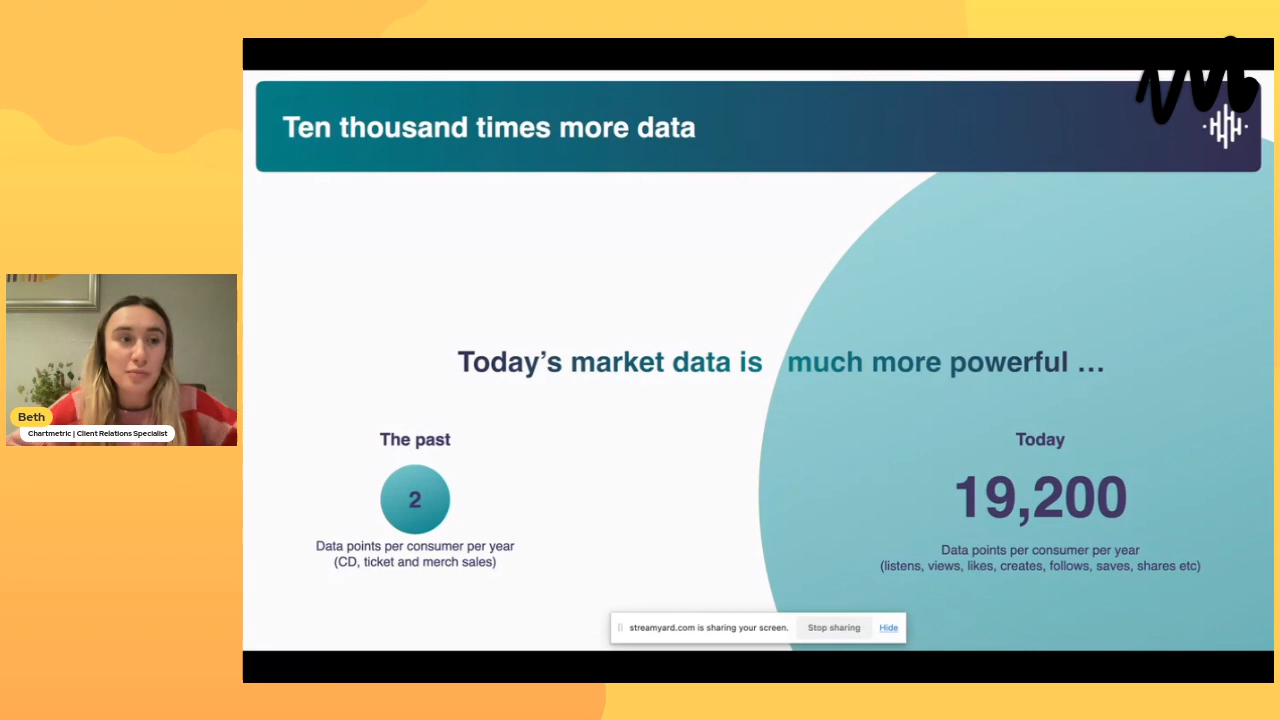 Ten thousand times more data
Today’s market data is much more powerful …
The past
2
Data points per consumer per year
(CD, ticket and merch sales)
Today
19,200
Data points per consumer per year
(listens, views, likes, creates, follows, saves, shares etc)
streamyard.com is sharing your screen. Stop sharing Hide
Beth
Chartmetric | Client Relations Specialist